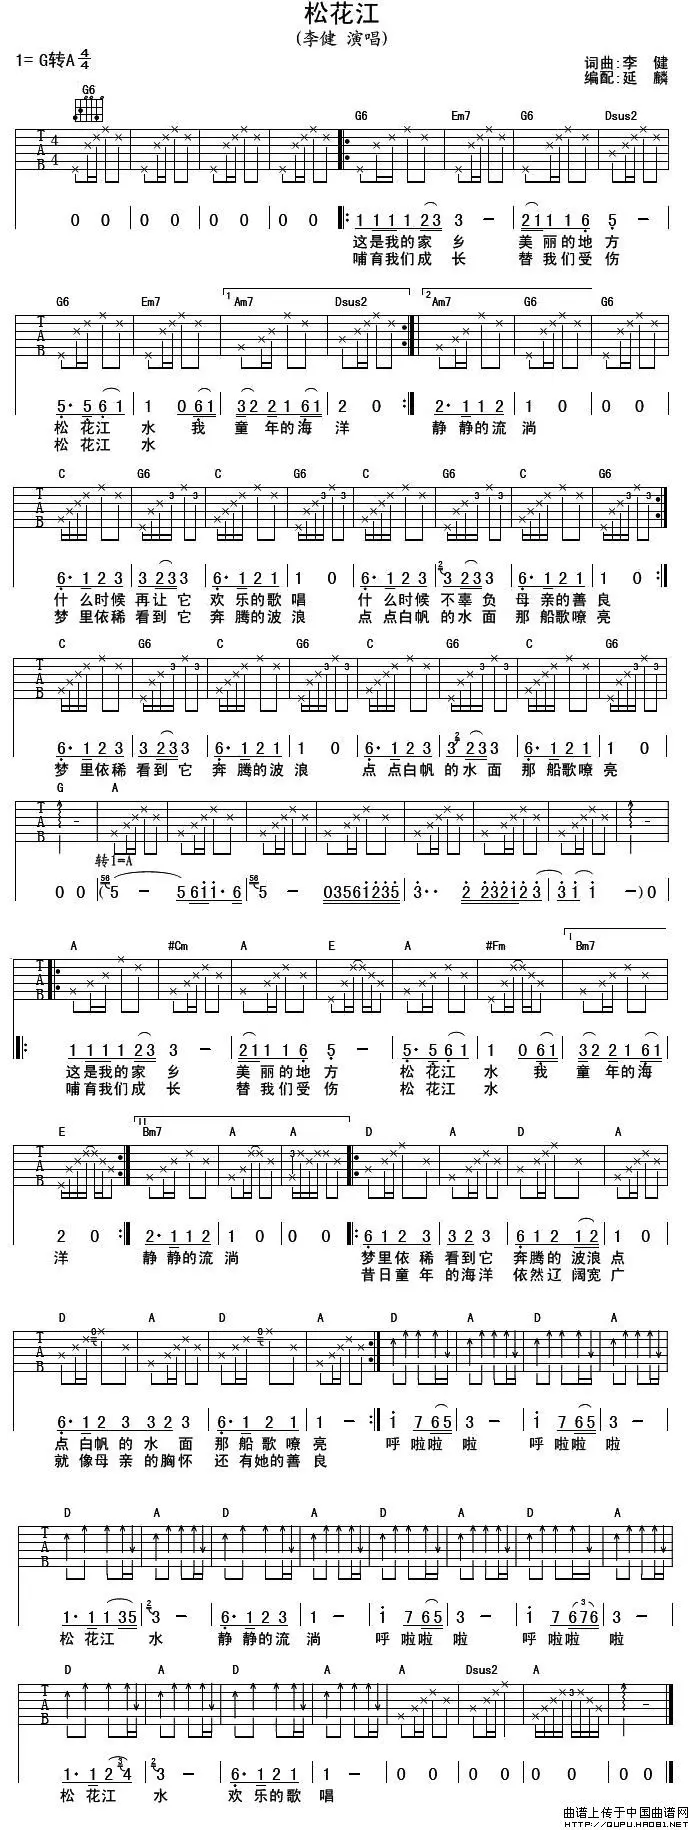 松花江
(李健 演唱)
1= G转A 4/4
词曲:李 健
编配:延 麟
G6
G6 Em7 G6 Dsus2
T A B 4 4
0 0 0 0 0 0 0 0 1 1 1 1 2 3 3 - 2 1 1 1 6 5 -
这是我的家 乡 美 丽的地 方
哺育我们成 长 替 我们受 伤
G6 Em7 1 Am7 Dsus2 2 Am7 G6 G6
T A B
5· 5 6 1 1 0 6 1 3 2 2 1 6 1 2 0 2· 1 1 2 1 0 0 0
松 花江 水 我 童 年的海 洋 静 静的流 淌
松 花江 水
C G6 C G6 C G6 C G6
T A B
6· 1 2 3 3 2 3 3 6· 1 2 1 1 0 6· 1 2 3 3 2 3 3 6· 1 2 1 1 0
什 么时候 再让 它 欢 乐的歌 唱 什 么时候 不辜 负 母 亲的善 良
梦 里依稀 看到 它 奔 腾的波 浪 点 点白帆 的水 面 那 船歌嘹 亮
C G6 C G6 C G6 C G6
T A B
6· 1 2 3 3 2 3 3 6· 1 2 1 1 0 6· 1 2 3 3 2 3 3 6· 1 2 1 1 0
梦 里依稀 看到 它 奔 腾的波 浪 点 点白帆 的水 面 那 船歌嘹 亮
G A
T A B
转1=A
0 0 (5 - 5 6 1 1· 6 5 - 0 3 5 6 1 2 3 5 3·· 2 2 3 2 1 2 3 3 1 1 -) 0
A #Cm A E A #Fm I Bm7
T A B
1 1 1 1 2 3 3 - 2 1 1 1 6 5 - 5· 5 6 1 1 0 6 1 3 2 2 1 6 1
这是我的家 乡 美 丽的地 方 松 花江 水 我 童 年的海
哺育我们成 长 替 我们受 伤 松 花江 水
E II Bm7 A A D A D A
T A B
2 0 2· 1 1 2 1 0 0 0 6 1 2 3 3 2 3 6 1 2 1 2 1 0
洋 静 静的流 淌 梦里依 稀 看到它 奔腾的 波浪 点
昔日童 年 的海洋 依然辽 阔宽 广
D A D A D A D A
T A B
6· 1 2 3 3 2 3 6· 1 2 1 1 - 1 7 6 5 3 - 1 7 6 5 3 -
点 白帆 的 水 面 那 船 歌嘹 亮 呼 啦啦 啦 呼 啦啦 啦
就 像母 亲 的胸 怀 还 有她的善 良
D A D A D A D A
T A B
1· 1 1 3 5 3 - 6· 1 2 3 1 - 1 7 6 5 3 - 1 7 6 7 6 3 -
松 花江 水 静 静的流 淌 呼 啦啦 啦 呼 啦啦 啦
D A D A A Dsus2 A
T A B
1· 1 2 4 3 - 6· 1 2 1 1 0 0 0 0 0 0 0 0 0
松 花江 水 欢 乐的歌 唱
曲谱上传于中国曲谱网
HTTP://QUPU.HAO81.NET